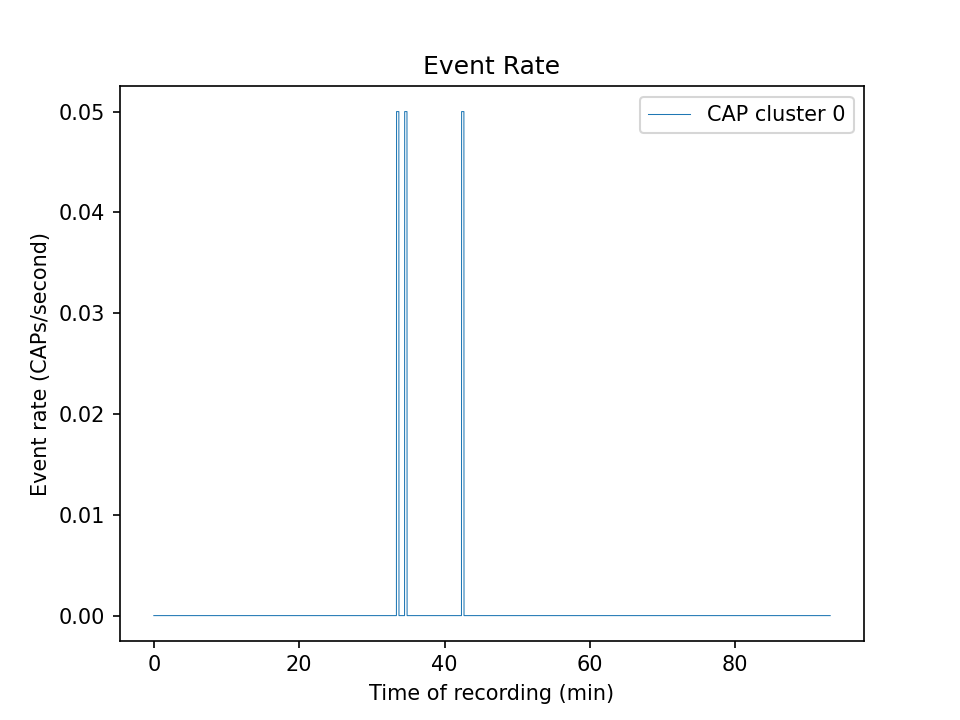 Event Rate
CAP cluster 0
Event rate (CAPs/second)
0.05
0.04
0.03
0.02
0.01
0.00
0 20 40 60 80
Time of recording (min)